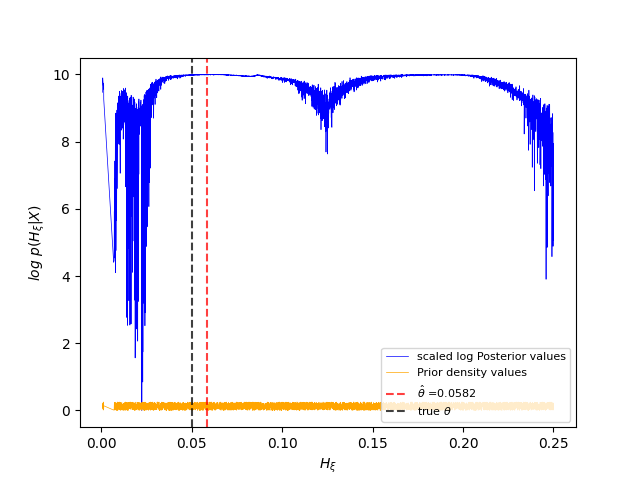 10
8
6
4
2
0
log p(H_ξ|X)
scaled log Posterior values
Prior density values
θ̂ =0.0582
true θ
0.00 0.05 0.10 0.15 0.20 0.25
H_ξ